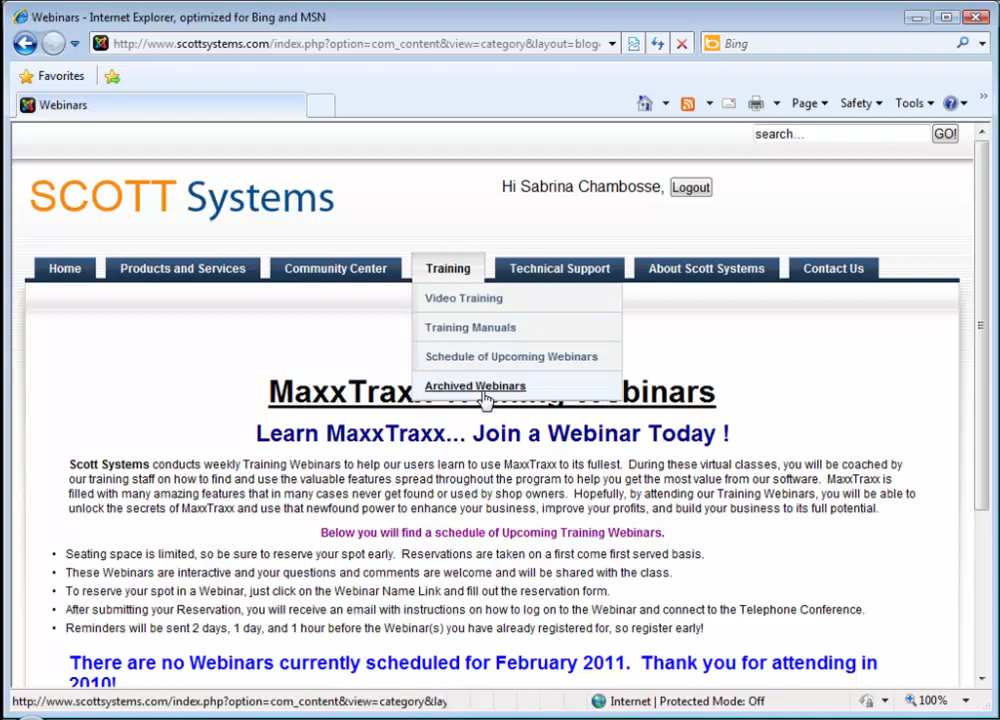 Webinars - Internet Explorer, optimized for Bing and MSN
http://www.scottsystems.com/index.php?option=com_content&view=category&layout=blog
Bing
Favorites
Webinars
Page
Safety
Tools
search...
GO!
SCOTT Systems
Hi Sabrina Chambosse,
Logout
Home
Products and Services
Community Center
Training
Technical Support
About Scott Systems
Contact Us
Video Training
Training Manuals
Schedule of Upcoming Webinars
Archived Webinars
MaxxTraxx Training Webinars
Learn MaxxTraxx... Join a Webinar Today !
Scott Systems conducts weekly Training Webinars to help our users learn to use MaxxTraxx to its fullest. During these virtual classes, you will be coached by
our training staff on how to find and use the valuable features spread throughout the program to help you get the most value from our software. MaxxTraxx is
filled with many amazing features that in many cases never get found or used by shop owners. Hopefully, by attending our Training Webinars, you will be able to
unlock the secrets of MaxxTraxx and use that newfound power to enhance your business, improve your profits, and build your business to its full potential.
Below you will find a schedule of Upcoming Training Webinars.
• Seating space is limited, so be sure to reserve your spot early. Reservations are taken on a first come first served basis.
• These Webinars are interactive and your questions and comments are welcome and will be shared with the class.
• To reserve your spot in a Webinar, just click on the Webinar Name Link and fill out the reservation form.
• After submitting your Reservation, you will receive an email with instructions on how to log on to the Webinar and connect to the Telephone Conference.
• Reminders will be sent 2 days, 1 day, and 1 hour before the Webinar(s) you have already registered for, so register early!
There are no Webinars currently scheduled for February 2011. Thank you for attending in
2010!
http://www.scottsystems.com/index.php?option=com_content&view=category&lay
Internet | Protected Mode: Off
100%